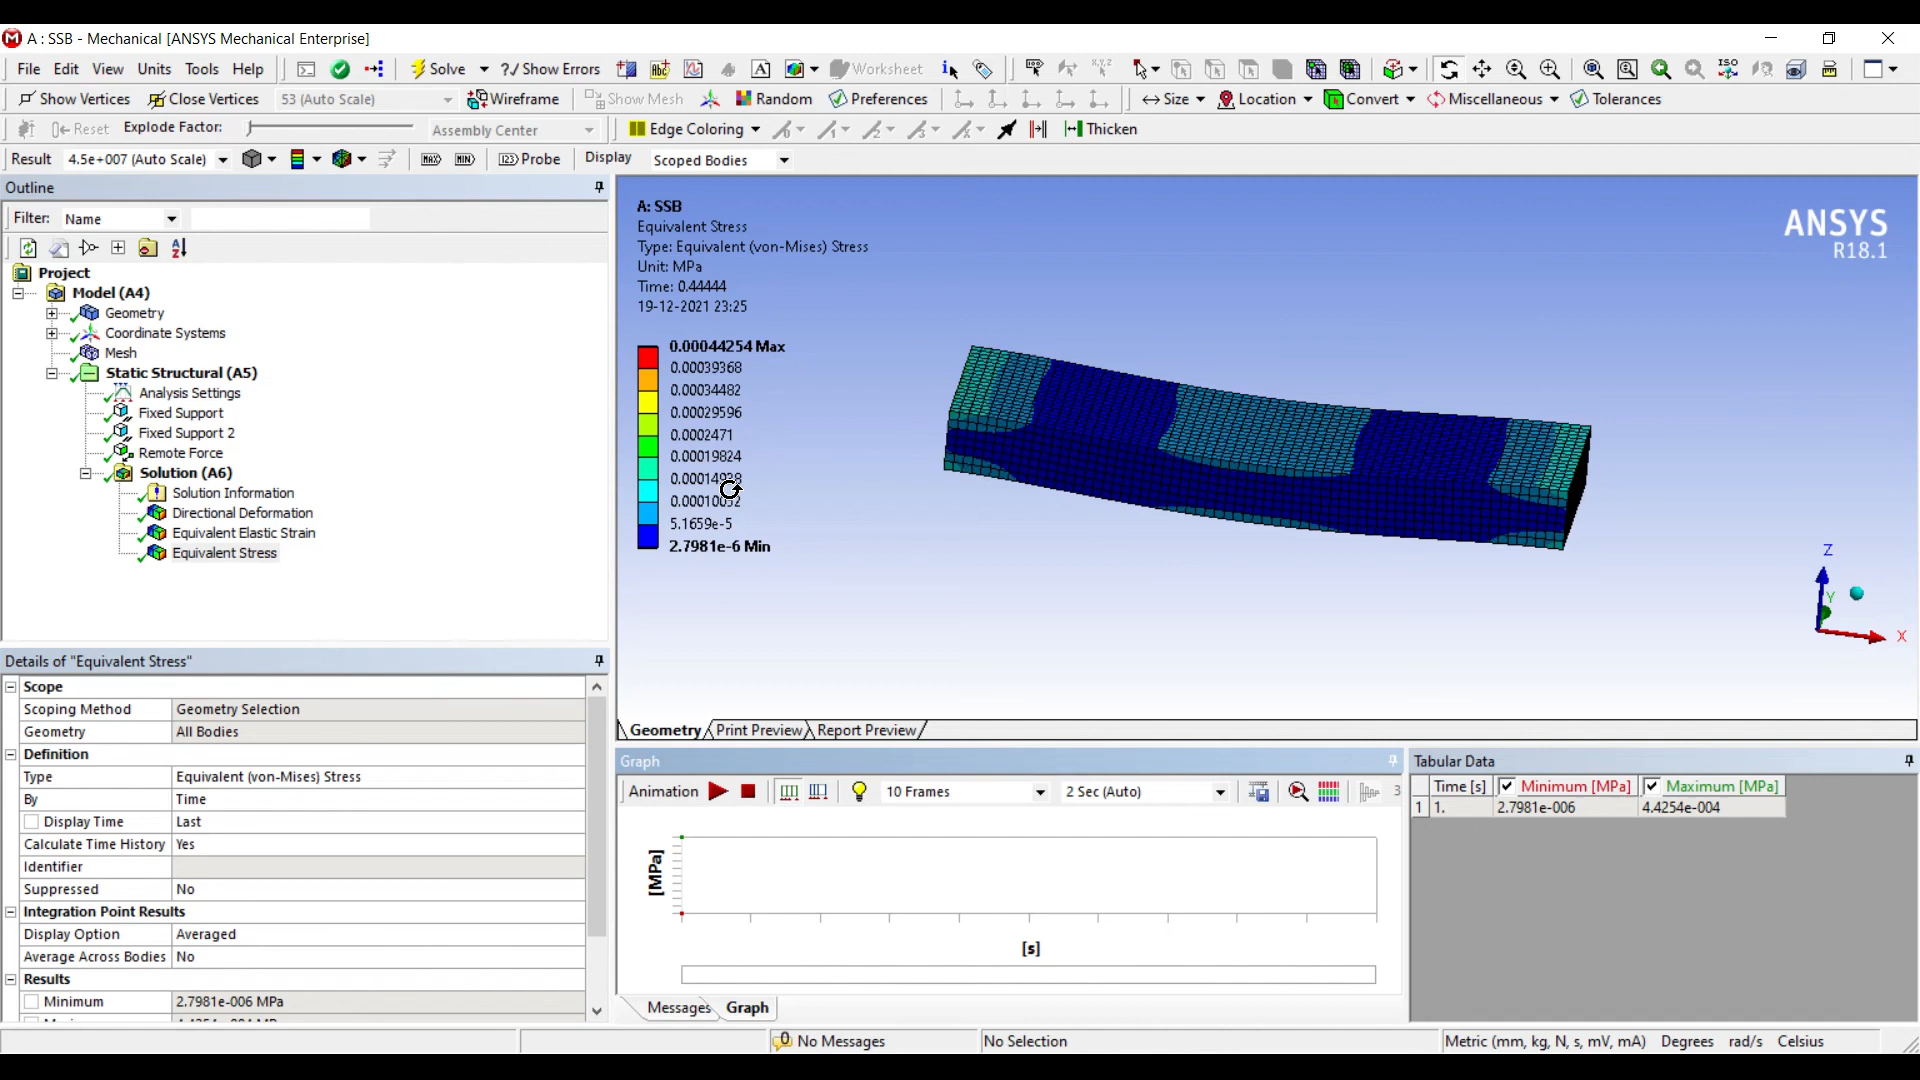 A : SSB - Mechanical [ANSYS Mechanical Enterprise]
File Edit View Units Tools Help Solve ?/ Show Errors Worksheet
Show Vertices Close Vertices 53 (Auto Scale) Wireframe Show Mesh Random Preferences Size Location Convert Miscellaneous Tolerances
Reset Explode Factor: Assembly Center Edge Coloring Thicken
Result 4.5e+007 (Auto Scale) MAX MIN Probe Display Scoped Bodies
Outline
Filter: Name
Project
Model (A4)
Geometry
Coordinate Systems
Mesh
Static Structural (A5)
Analysis Settings
Fixed Support
Fixed Support 2
Remote Force
Solution (A6)
Solution Information
Directional Deformation
Equivalent Elastic Strain
Equivalent Stress
A: SSB
Equivalent Stress
Type: Equivalent (von-Mises) Stress
Unit: MPa
Time: 0.44444
19-12-2021 23:25
0.00044254 Max
0.00039368
0.00034482
0.00029596
0.0002471
0.00019824
5.1659e-5
2.7981e-6 Min
ANSYS
R18.1
Z
Y
X
Geometry Print Preview Report Preview
Details of "Equivalent Stress"
Scope
Scoping Method Geometry Selection
Geometry All Bodies
Definition
Type Equivalent (von-Mises) Stress
By Time
Display Time Last
Calculate Time History Yes
Identifier
Suppressed No
Integration Point Results
Display Option Averaged
Average Across Bodies No
Results
Minimum 2.7981e-006 MPa
Graph
Animation 10 Frames 2 Sec (Auto) 3
[MPa]
[s]
Messages Graph
Tabular Data
Time [s] Minimum [MPa] Maximum [MPa]
1 1. 2.7981e-006 4.4254e-004
No Messages No Selection Metric (mm, kg, N, s, mV, mA) Degrees rad/s Celsius